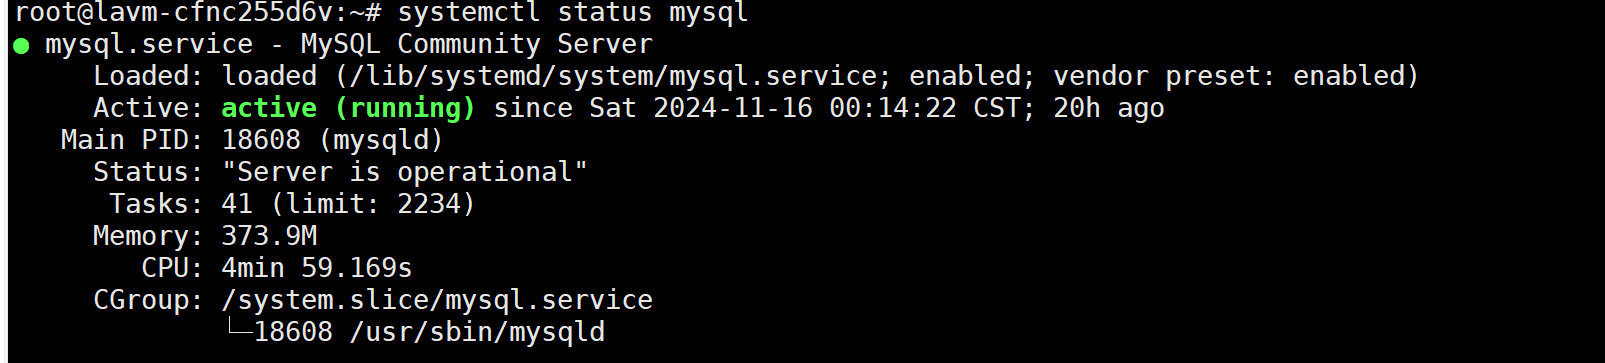 root@lavm-cfnc255d6v:~# systemctl status mysql
● mysql.service - MySQL Community Server
Loaded: loaded (/lib/systemd/system/mysql.service; enabled; vendor preset: enabled)
Active: active (running) since Sat 2024-11-16 00:14:22 CST; 20h ago
Main PID: 18608 (mysqld)
Status: "Server is operational"
Tasks: 41 (limit: 2234)
Memory: 373.9M
CPU: 4min 59.169s
CGroup: /system.slice/mysql.service
└─18608 /usr/sbin/mysqld